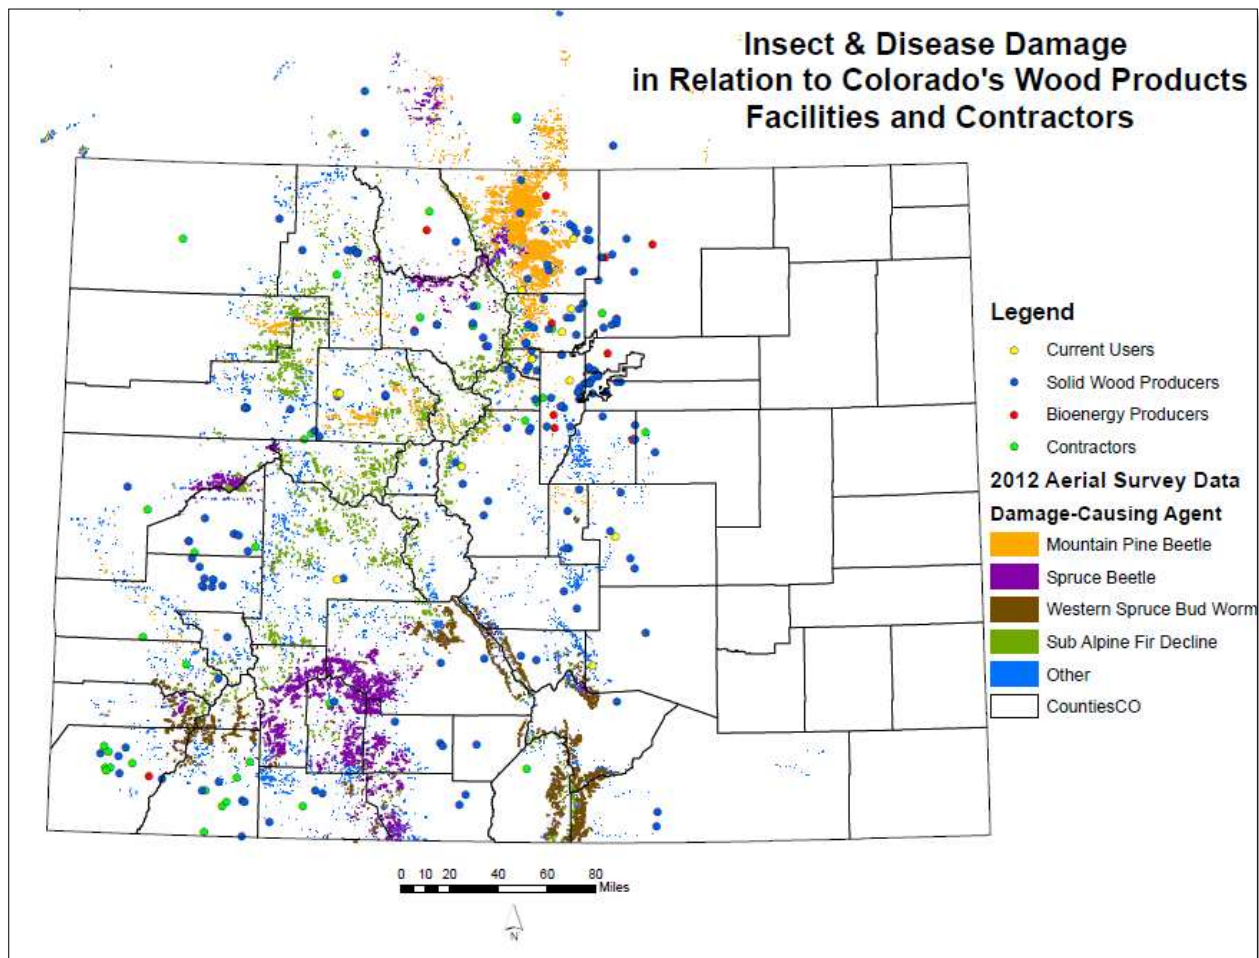 Insect & Disease Damage
in Relation to Colorado's Wood Products
Facilities and Contractors
Legend
Current Users
Solid Wood Producers
Bioenergy Producers
Contractors
2012 Aerial Survey Data
Damage-Causing Agent
Mountain Pine Beetle
Spruce Beetle
Western Spruce Bud Worm
Sub Alpine Fir Decline
Other
CountiesCO
0 10 20 40 60 80
Miles
N